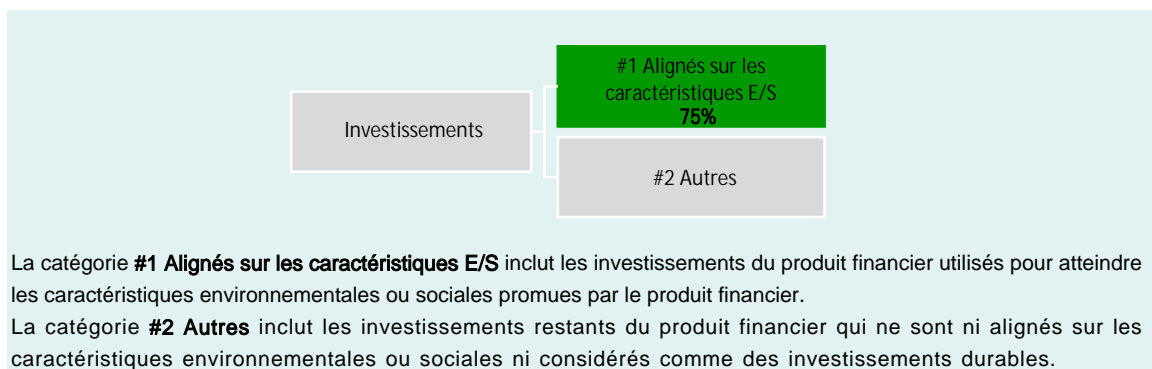 #1 Alignés sur les
caractéristiques E/S
75%
Investissements
#2 Autres
La catégorie #1 Alignés sur les caractéristiques E/S inclut les investissements du produit financier utilisés pour atteindre
les caractéristiques environnementales ou sociales promues par le produit financier.
La catégorie #2 Autres inclut les investissements restants du produit financier qui ne sont ni alignés sur les
caractéristiques environnementales ou sociales ni considérés comme des investissements durables.